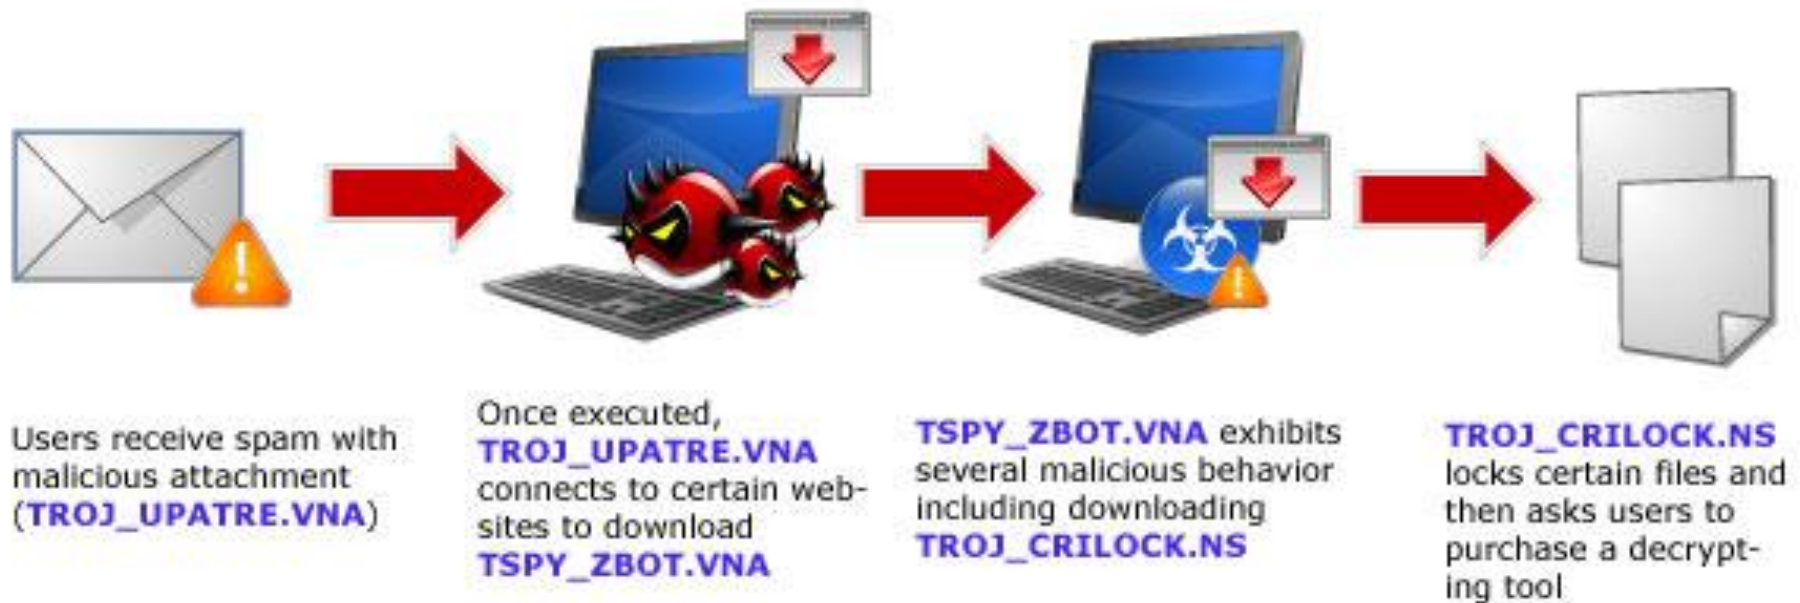 Users receive spam with
malicious attachment
(TROJ_UPATRE.VNA)
Once executed,
TROJ_UPATRE.VNA
connects to certain web-
sites to download
TSPY_ZBOT.VNA
TSPY_ZBOT.VNA exhibits
several malicious behavior
including downloading
TROJ_CRILOCK.NS
TROJ_CRILOCK.NS
locks certain files and
then asks users to
purchase a decrypt-
ing tool